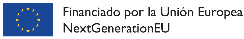 Financiado por la Unión Europea
NextGenerationEU